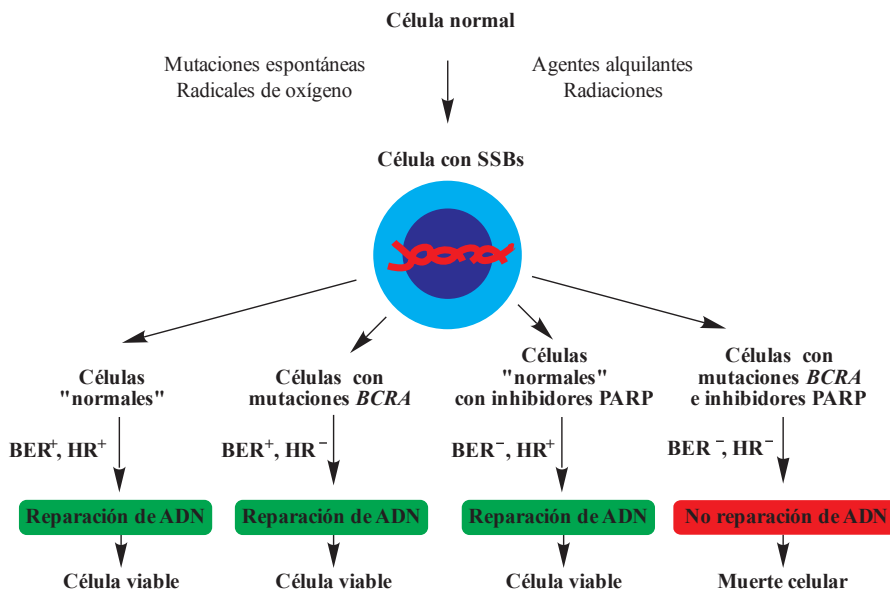 Célula normal
Mutaciones espontáneas
Radicales de oxígeno
Agentes alquilantes
Radiaciones
Célula con SSBs
Células
"normales"
Células con
mutaciones BCRA
Células
"normales"
con inhibidores PARP
Células con
mutaciones BCRA
e inhibidores PARP
BER+, HR+
BER+, HR−
BER−, HR+
BER−, HR−
Reparación de ADN
Reparación de ADN
Reparación de ADN
No reparación de ADN
Célula viable
Célula viable
Célula viable
Muerte celular